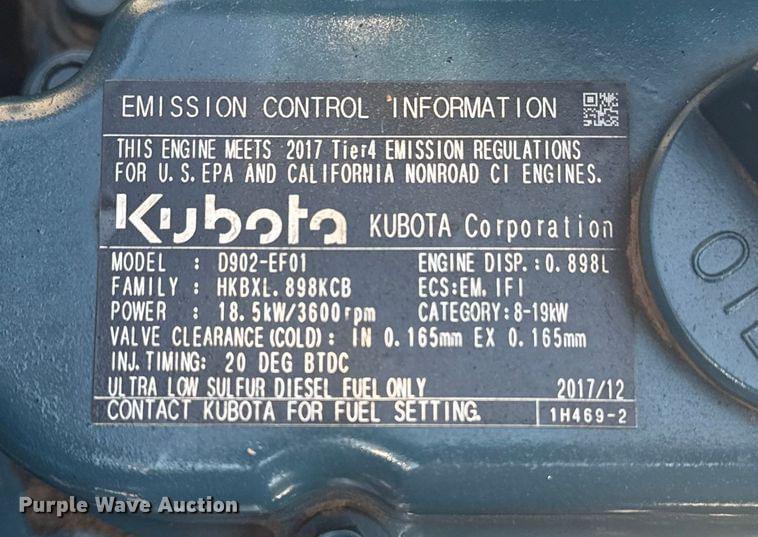 EMISSION CONTROL INFORMATION
THIS ENGINE MEETS 2017 Tier4 EMISSION REGULATIONS
FOR U.S.EPA AND CALIFORNIA NONROAD CI ENGINES.
Kubota KUBOTA Corporation
MODEL : D902-EF01 ENGINE DISP.:0.898L
FAMILY : HKBXL.898KCB ECS:EM.IFI
POWER : 18.5kW/3600rpm CATEGORY:8-19kW
VALVE CLEARANCE(COLD): IN 0.165mm EX 0.165mm
INJ.TIMING: 20 DEG BTDC
ULTRA LOW SULFUR DIESEL FUEL ONLY 2017/12
CONTACT KUBOTA FOR FUEL SETTING. 1H469-2
OIL
Purple Wave Auction